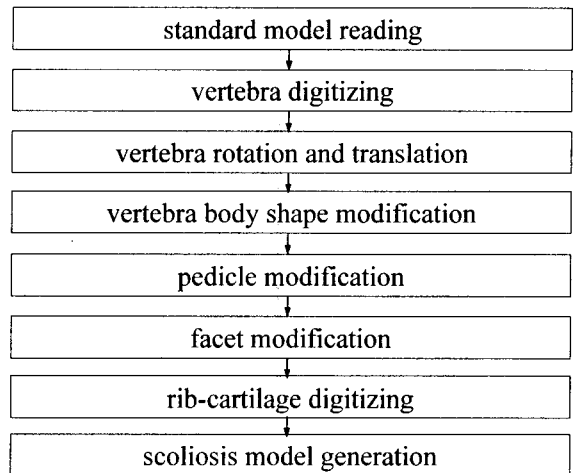 standard model reading
vertebra digitizing
vertebra rotation and translation
vertebra body shape modification
pedicle modification
facet modification
rib-cartilage digitizing
scoliosis model generation